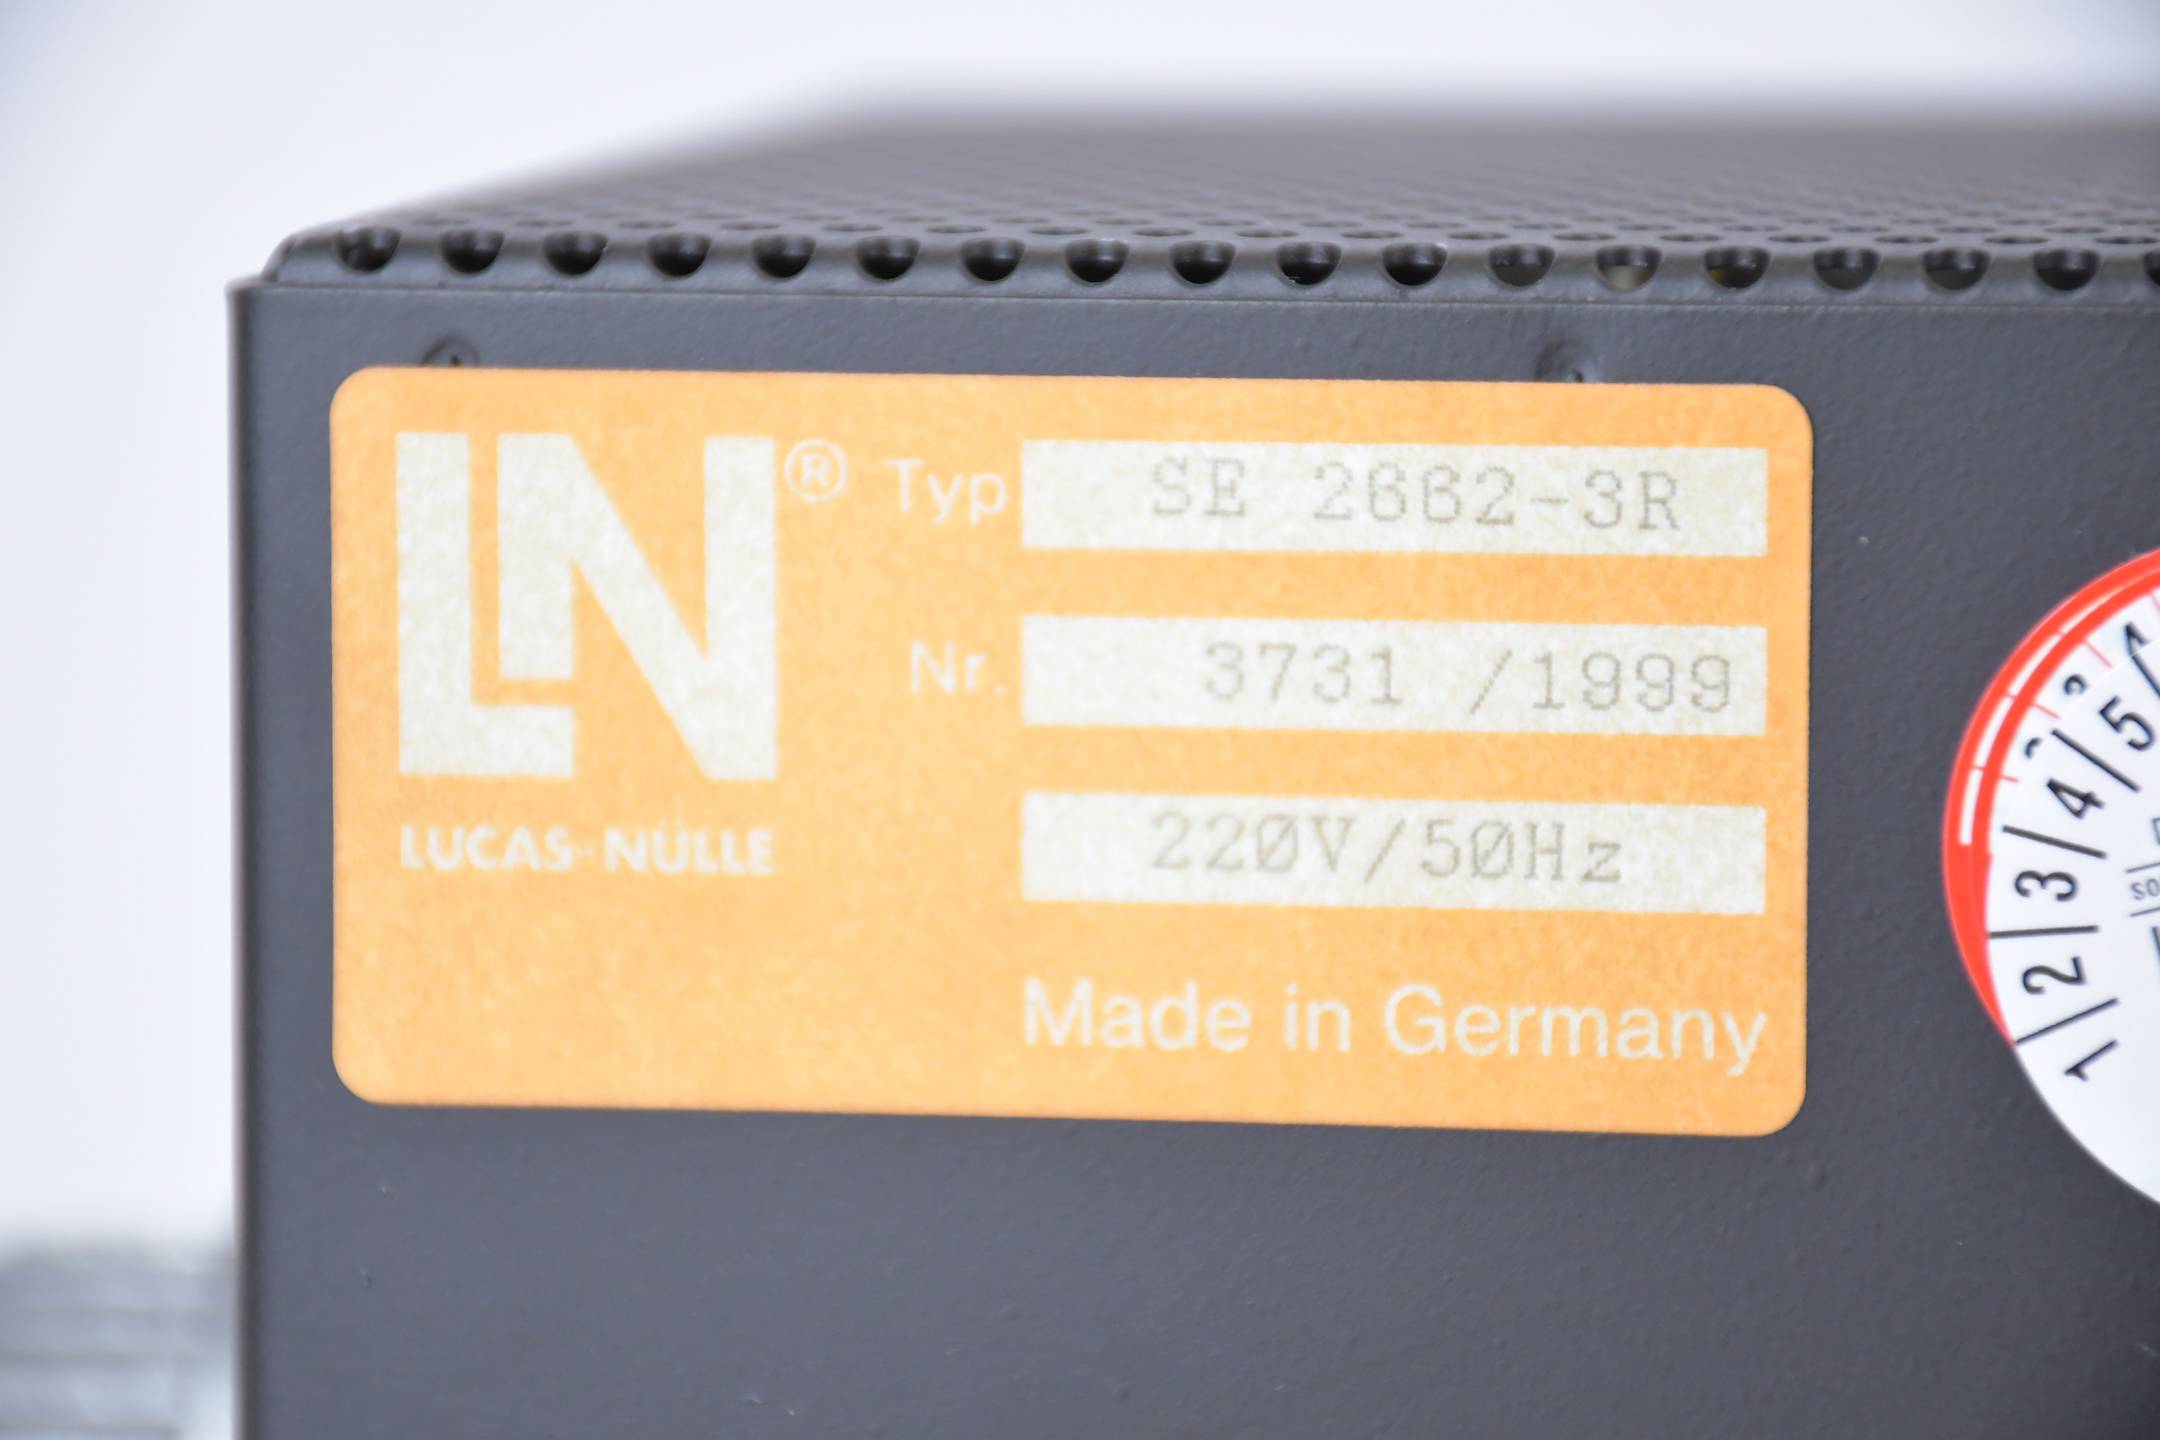 LN® Typ SE 2662-3R
Nr. 3731 /1999
LUCAS-NÜLLE 220V/50Hz
Made in Germany
1 2 3 4 5